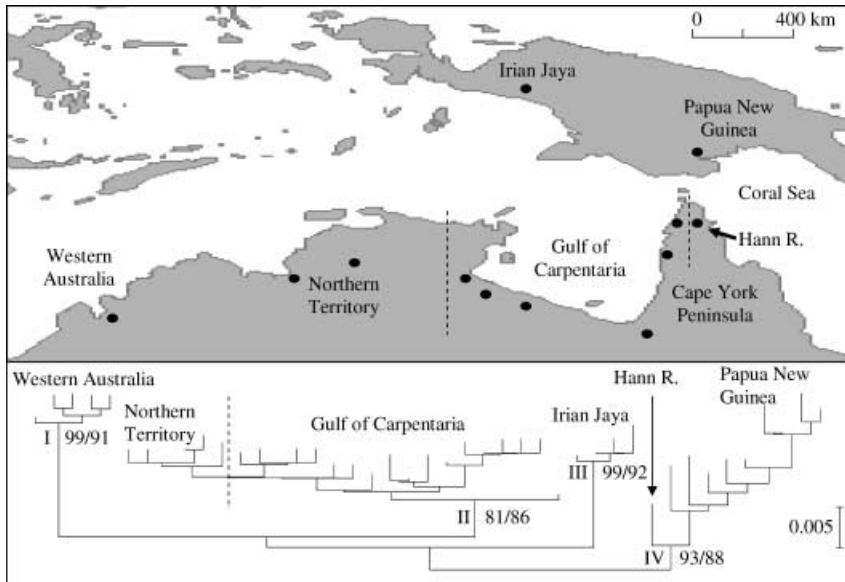 0 400 km
Irian Jaya
Papua New
Guinea
Coral Sea
Hann R.
Western
Australia
Gulf of
Carpentaria
Northern
Territory
Cape York
Peninsula
Western Australia
Hann R.
Papua New
Guinea
Northern
Territory
Gulf of Carpentaria
Irian Jaya
I 99/91
III 99/92
II 81/86
0.005
IV 93/88